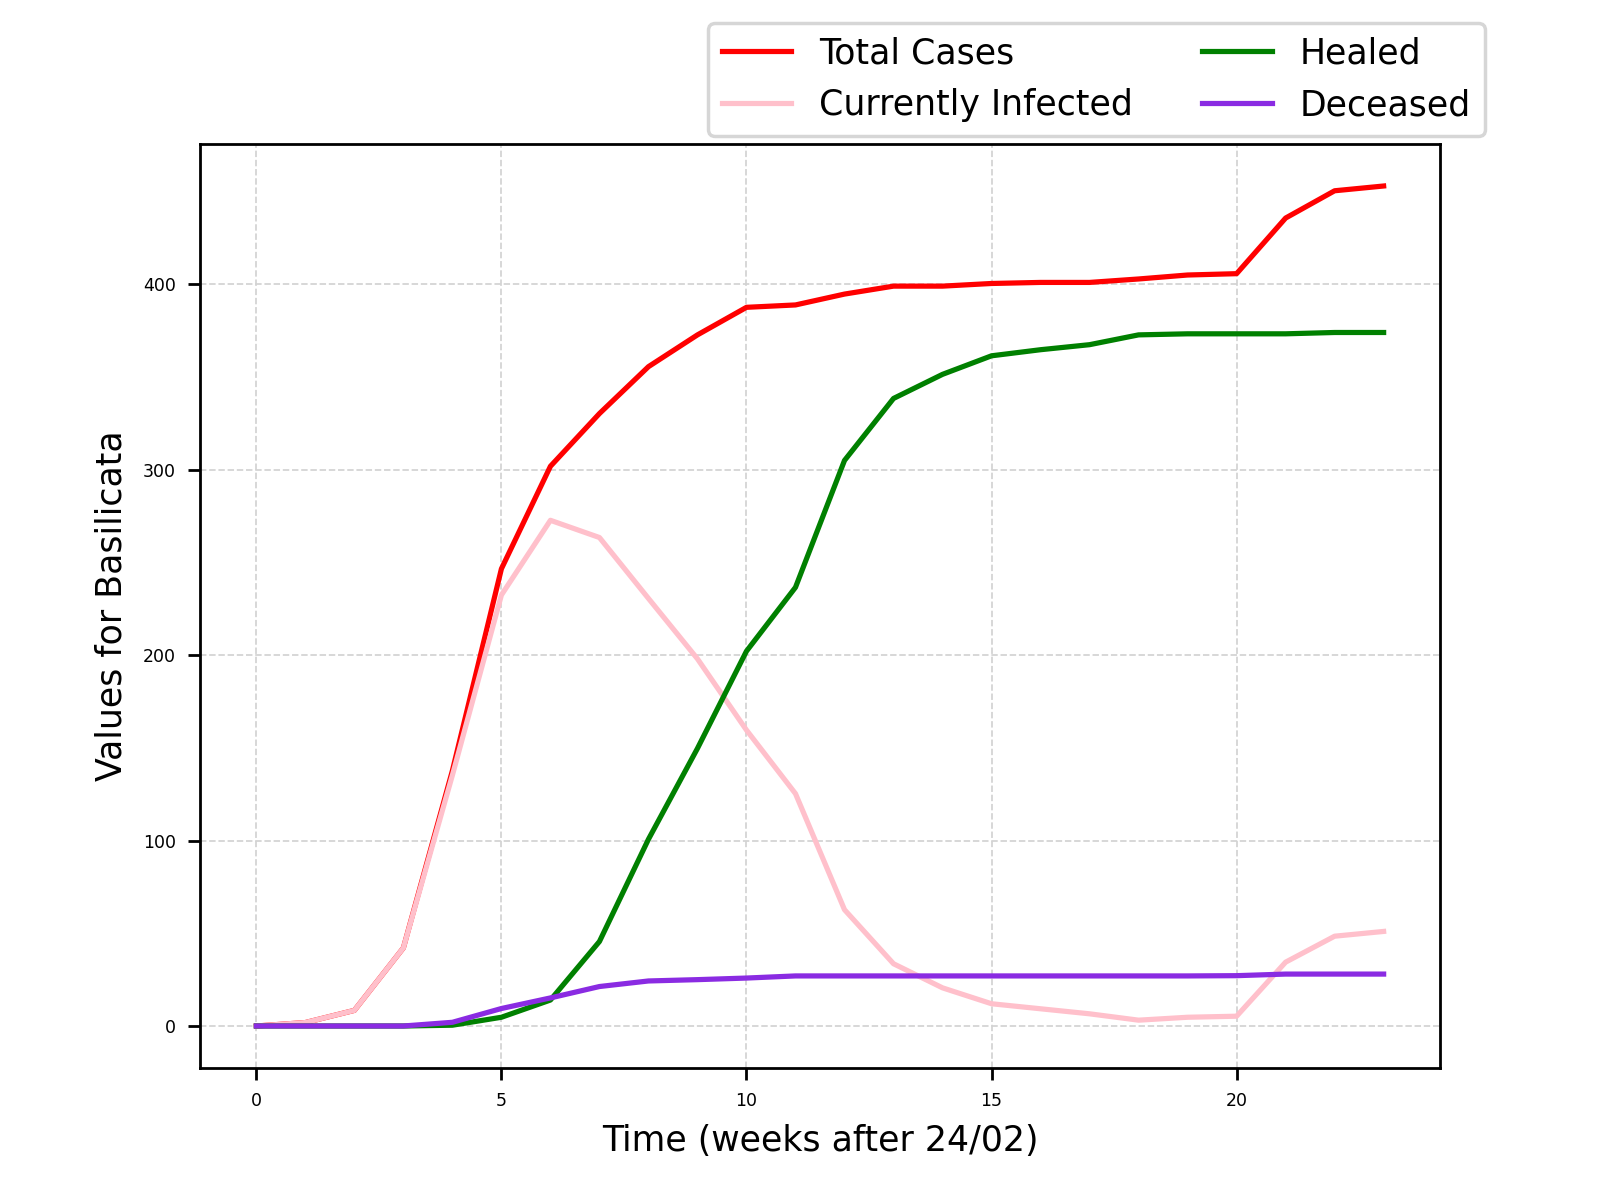 Total Cases
Currently Infected
Healed
Deceased
400
300
200
100
0
Values for Basilicata
0 5 10 15 20
Time (weeks after 24/02)